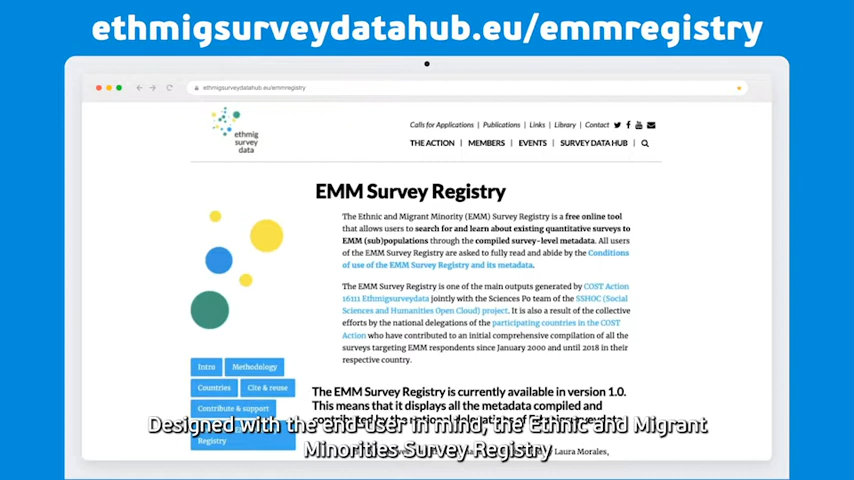 ethmigsurveydatahub.eu/emmregistry
ethmigsurveydatahub.eu/emmregistry
ethmig
survey
data
Calls for Applications | Publications | Links | Library | Contact
THE ACTION | MEMBERS | EVENTS | SURVEY DATA HUB |
EMM Survey Registry
The Ethnic and Migrant Minority (EMM) Survey Registry is a free online tool
that allows users to search for and learn about existing quantitative surveys to
EMM (sub)populations through the compiled survey-level metadata. All users
of the EMM Survey Registry are asked to fully read and abide by the Conditions
of use of the EMM Survey Registry and its metadata.
The EMM Survey Registry is one of the main outputs generated by COST Action
16111 Ethmigsurveydata jointly with the Sciences Po team of the SSHOC (Social
Sciences and Humanities Open Cloud) project. It is also a result of the collective
efforts by the national delegations of the participating countries in the COST
Action who have contributed to an initial comprehensive compilation of all the
surveys targeting EMM respondents since January 2000 and until 2018 in their
respective country.
Intro
Methodology
Countries
Cite & reuse
Contribute & support
Registry
The EMM Survey Registry is currently available in version 1.0.
This means that it displays all the metadata compiled and
Designed with the end-user in mind, the Ethnic and Migrant
Minorities Survey Registry
Laura Morales,